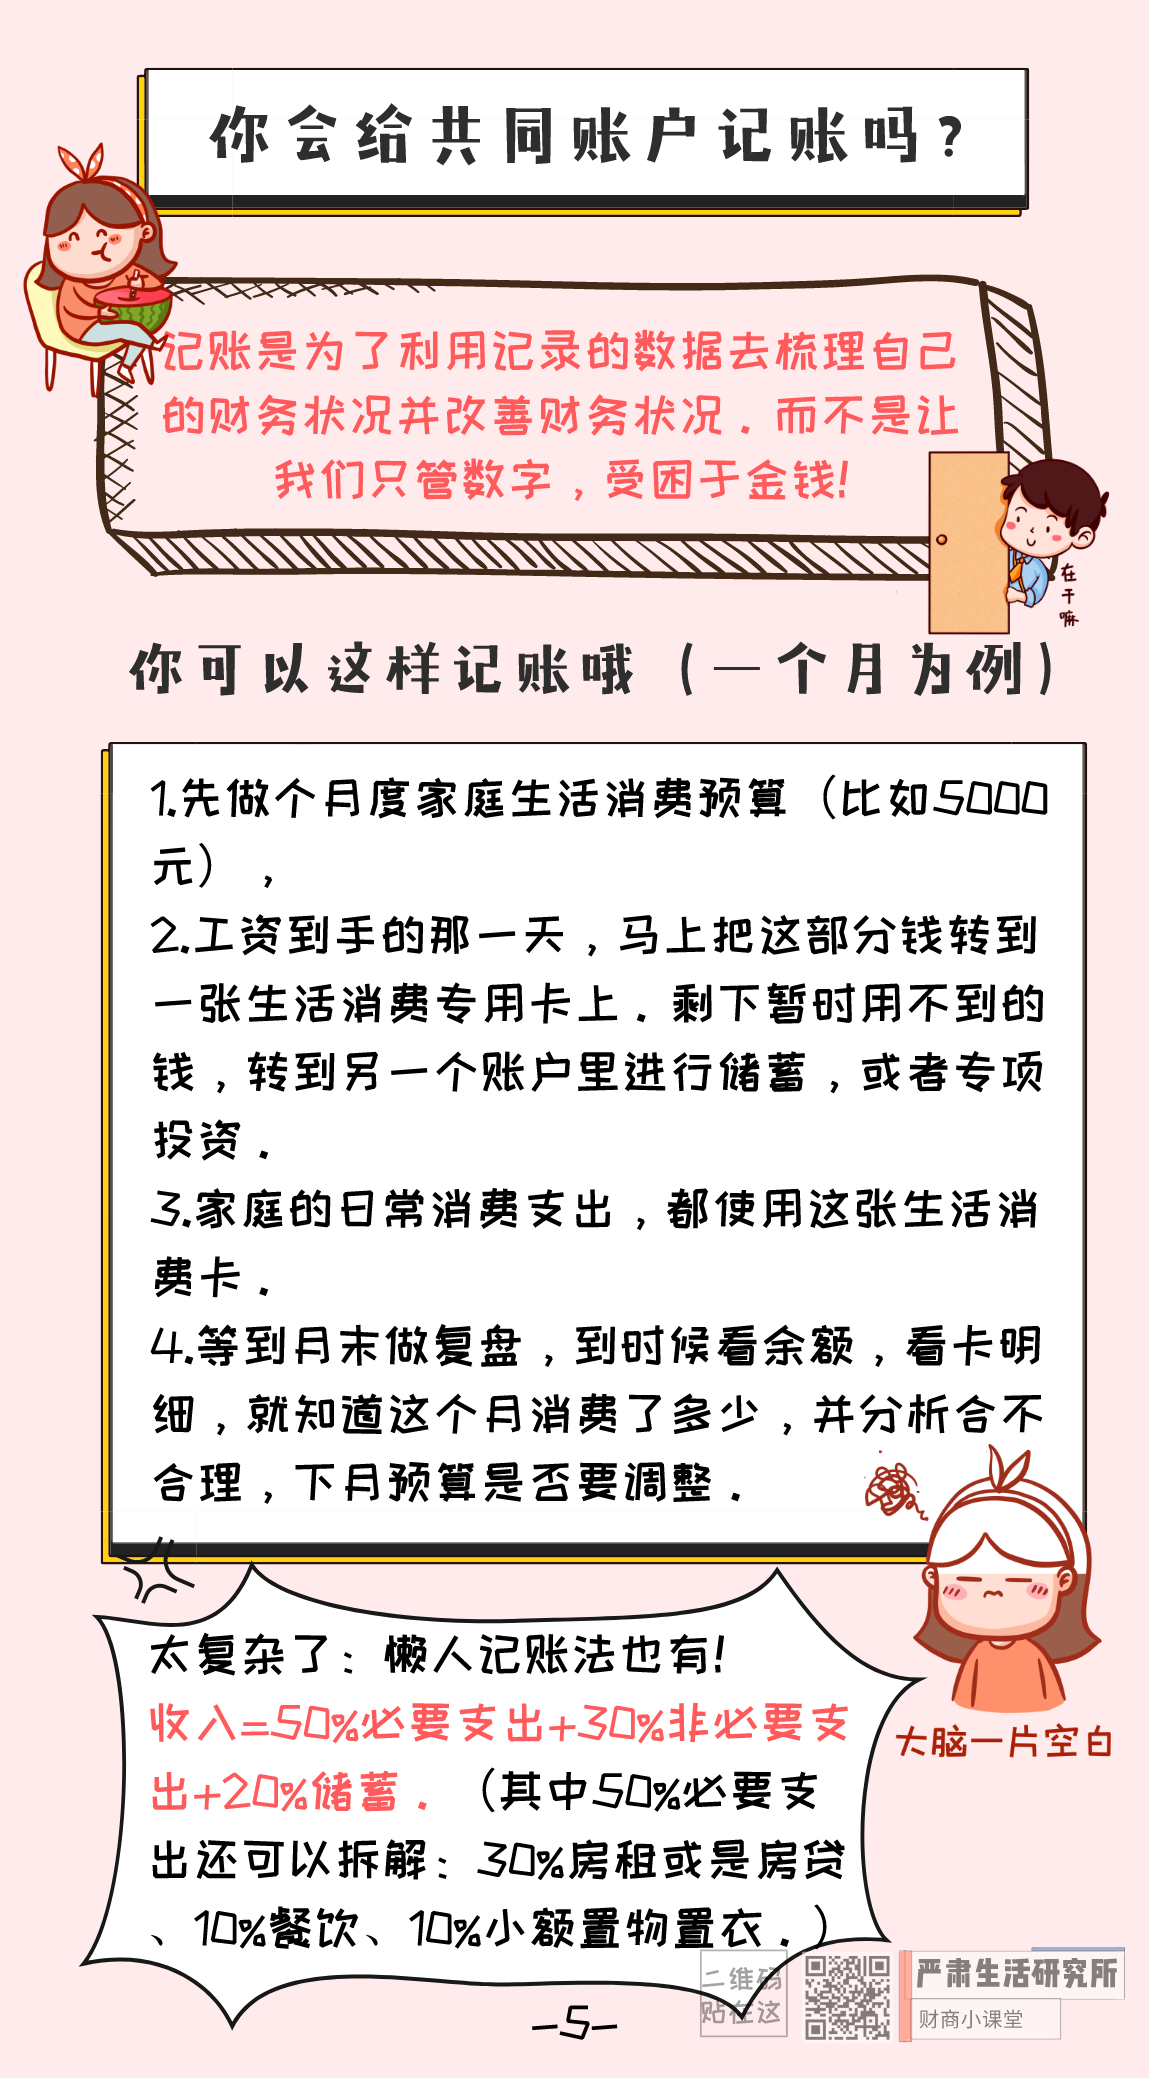 你会给共同账户记账吗？
记账是为了利用记录的数据去梳理自己
的财务状况并改善财务状况．而不是让
我们只管数字，受困于金钱!
在
干
嘛
你可以这样记账哦（一个月为例）
1.先做个月度家庭生活消费预算（比如5000
元），
2.工资到手的那一天，马上把这部分钱转到
一张生活消费专用卡上．剩下暂时用不到的
钱，转到另一个账户里进行储蓄，或者专项
投资．
3.家庭的日常消费支出，都使用这张生活消
费卡．
4.等到月末做复盘，到时候看余额，看卡明
细，就知道这个月消费了多少，并分析合不
合理，下月预算是否要调整．
太复杂了：懒人记账法也有!
收入=50%必要支出+30%非必要支
出+20%储蓄．（其中50%必要支
出还可以拆解：30%房租或是房贷
、10%餐饮、10%小额置物置衣．）
大脑一片空白
二维码
贴在这
严肃生活研究所
财商小课堂
—5—